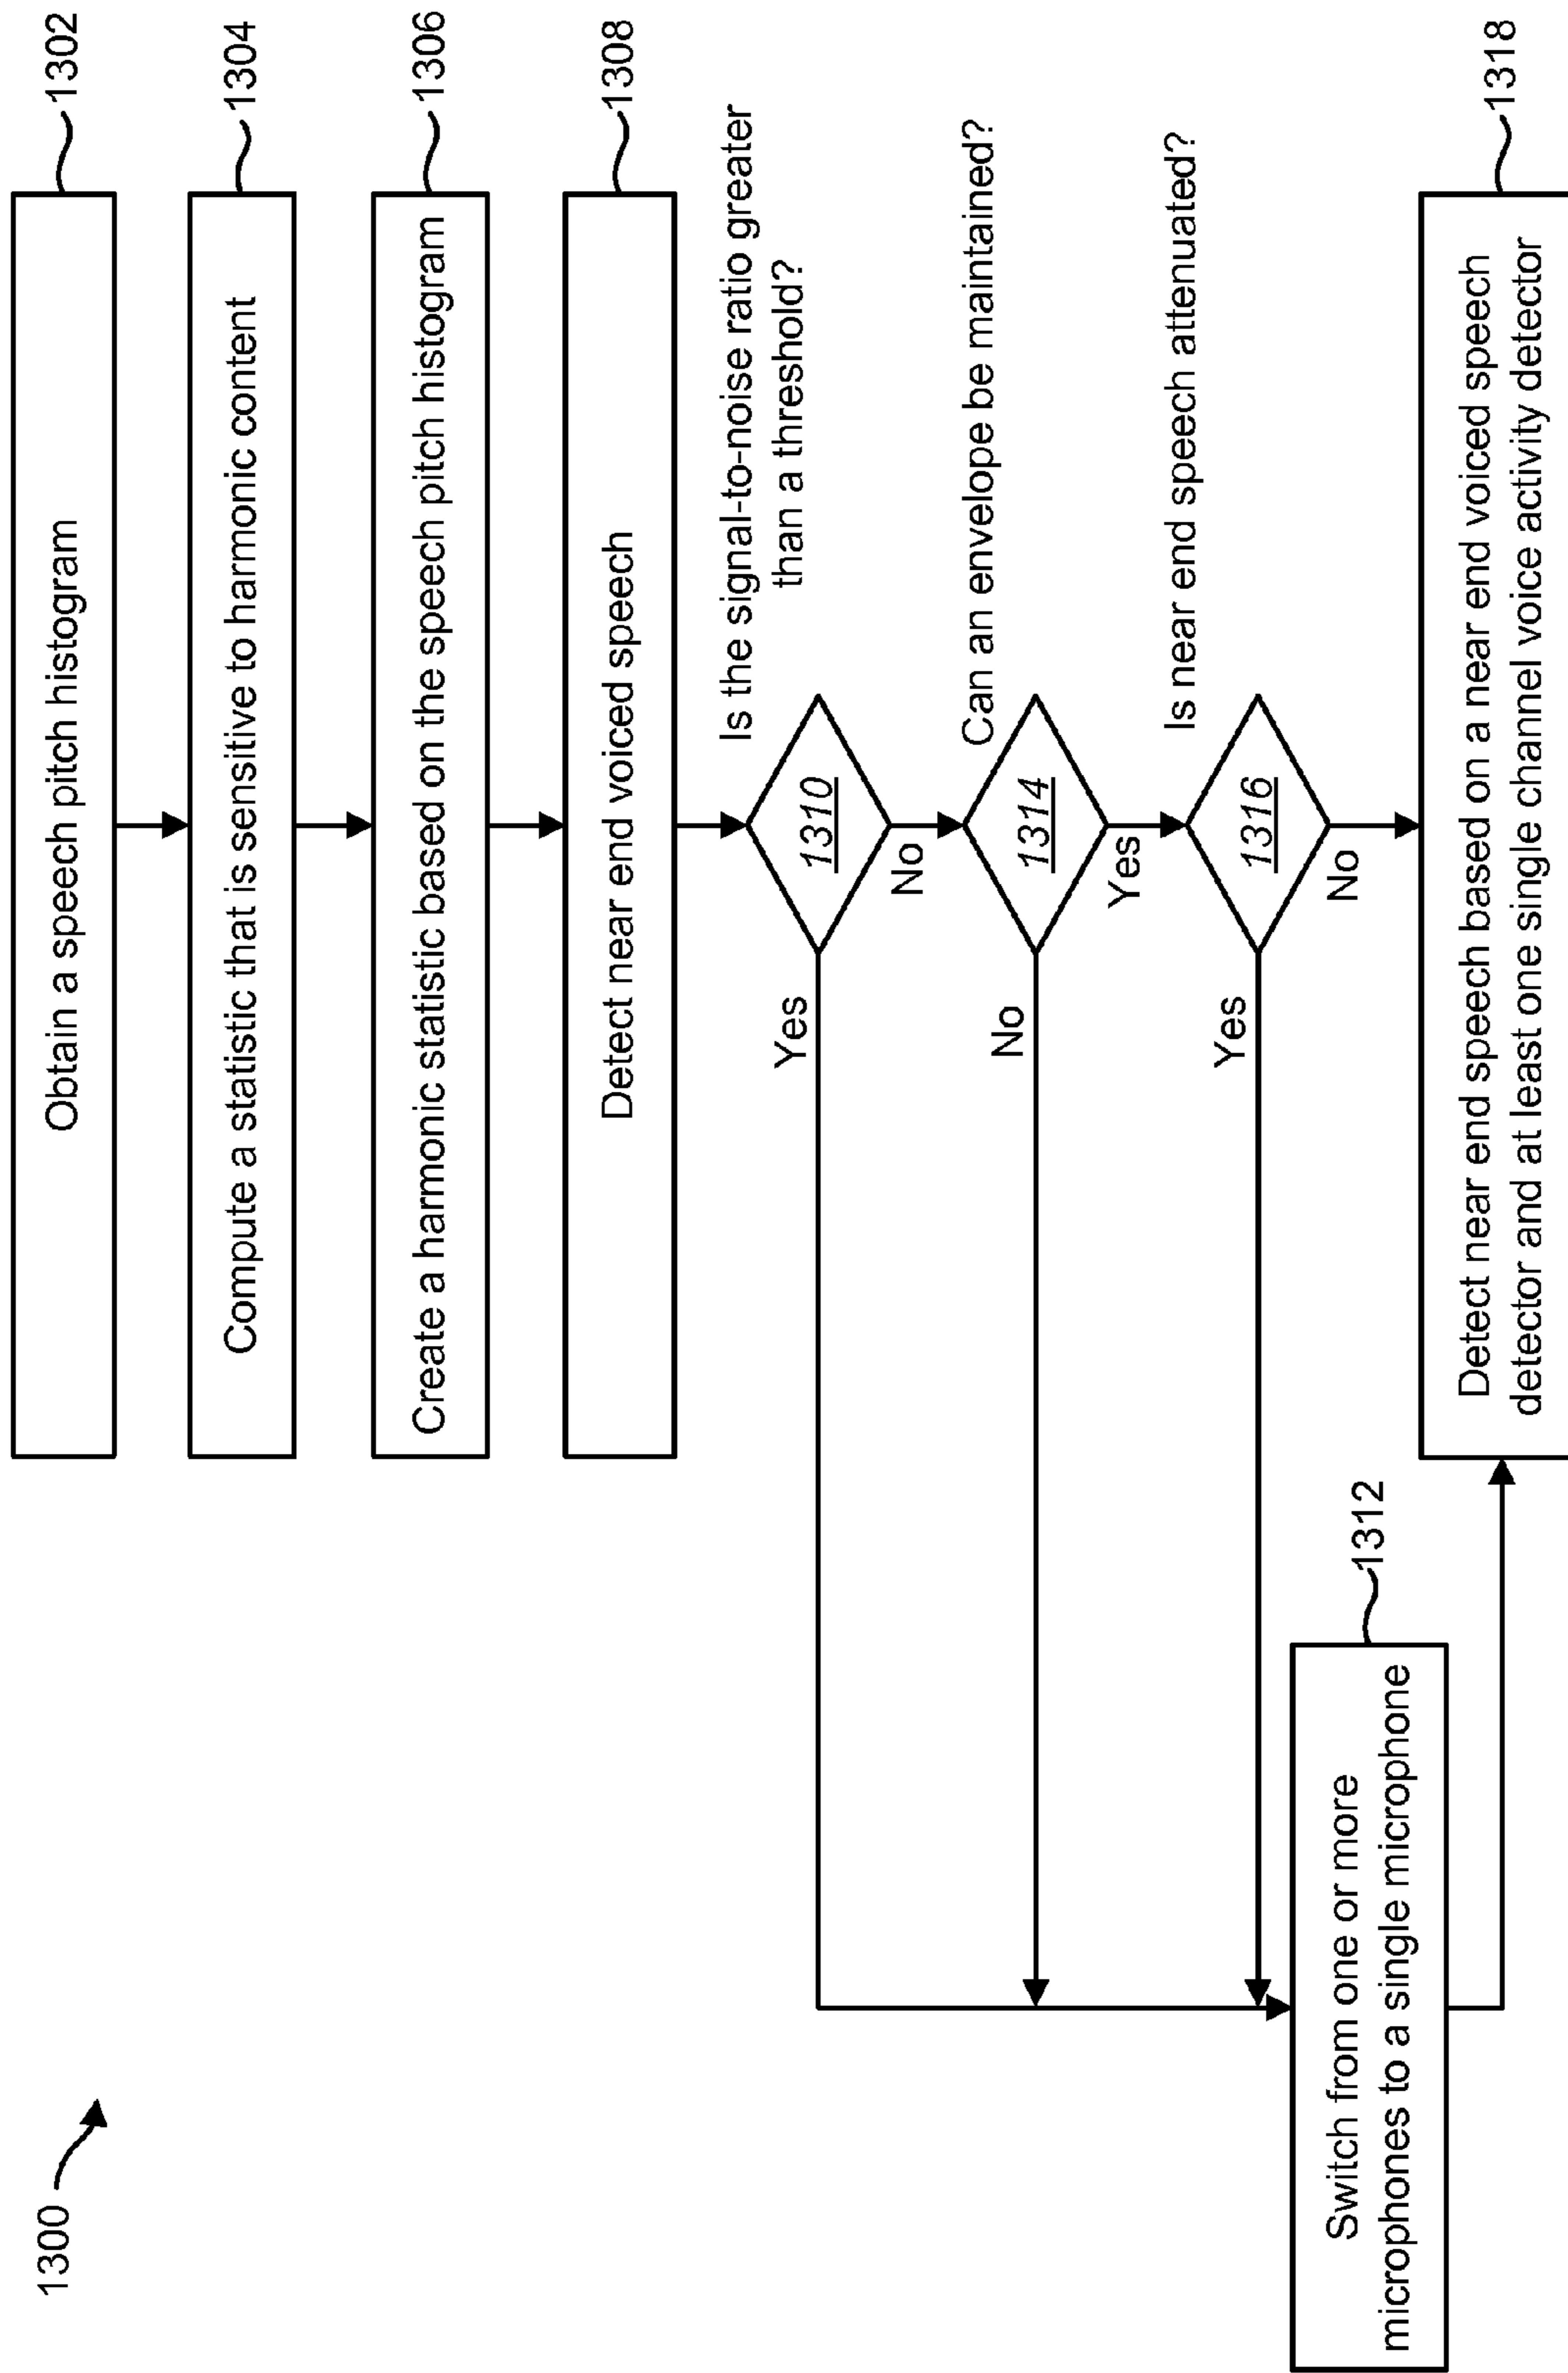 1300
Obtain a speech pitch histogram
1302
Compute a statistic that is sensitive to harmonic content
1304
Create a harmonic statistic based on the speech pitch histogram
1306
Detect near end voiced speech
1308
Is the signal-to-noise ratio greater
than a threshold?
1310
Yes
No
Can an envelope be maintained?
1314
No
Yes
Is near end speech attenuated?
1316
Yes
No
Switch from one or more
microphones to a single microphone
1312
Detect near end speech based on a near end voiced speech
detector and at least one single channel voice activity detector
1318